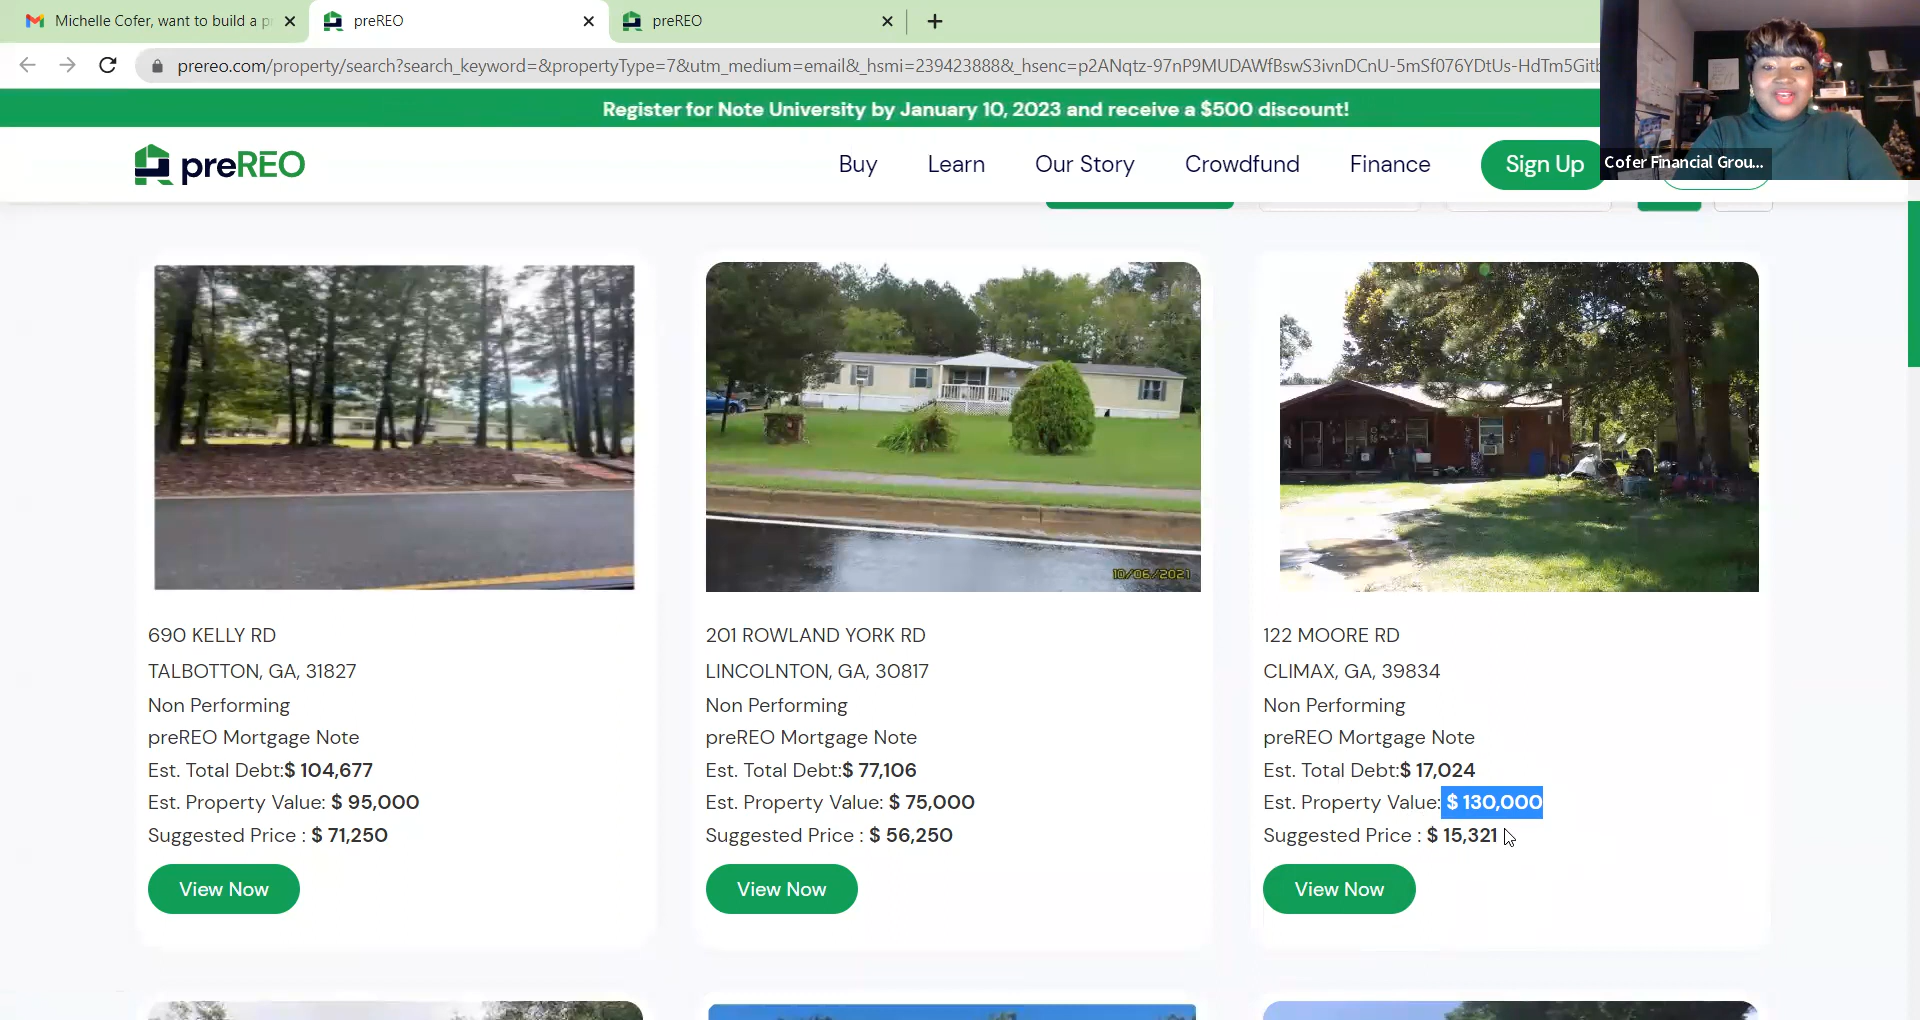 Michelle Cofer, want to build a p
preREO
preREO
prereo.com/property/search?search_keyword=&propertyType=7&utm_medium=email&_hsmi=239423888&_hsenc=p2ANqtz-97nP9MUDAWfBswS3ivnDCnU-5mSf076YDtUs-HdTm5Gitb
Register for Note University by January 10, 2023 and receive a $500 discount!
preREO
Buy
Learn
Our Story
Crowdfund
Finance
Sign Up
Cofer Financial Grou...
10/06/2021
690 KELLY RD
TALBOTTON, GA, 31827
Non Performing
preREO Mortgage Note
Est. Total Debt:$ 104,677
Est. Property Value: $ 95,000
Suggested Price : $ 71,250
View Now
201 ROWLAND YORK RD
LINCOLNTON, GA, 30817
Non Performing
preREO Mortgage Note
Est. Total Debt:$ 77,106
Est. Property Value: $ 75,000
Suggested Price : $ 56,250
View Now
122 MOORE RD
CLIMAX, GA, 39834
Non Performing
preREO Mortgage Note
Est. Total Debt:$ 17,024
Est. Property Value: $ 130,000
Suggested Price : $ 15,321
View Now